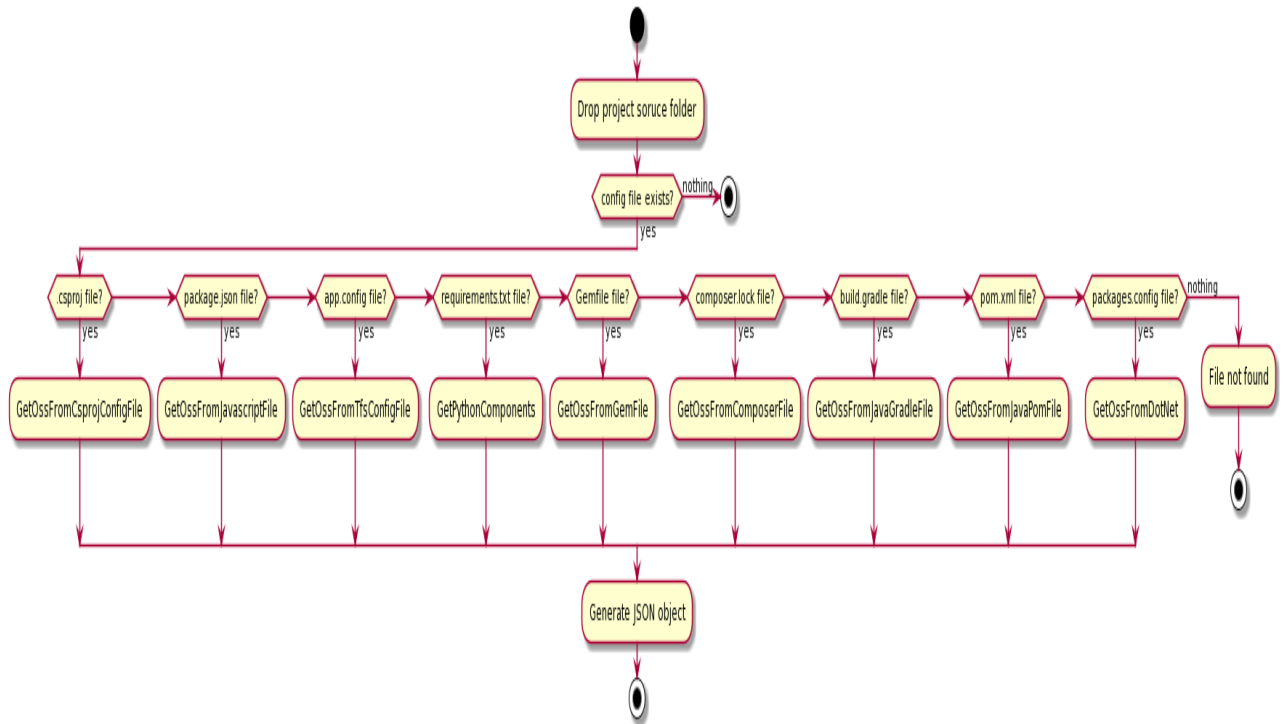 Drop project soruce folder
config file exists?
nothing
yes
.csproj file?
package.json file?
app.config file?
requirements.txt file?
Gemfile file?
composer.lock file?
build.gradle file?
pom.xml file?
packages.config file?
nothing
yes
yes
yes
yes
yes
yes
yes
yes
yes
File not found
GetOssFromCsprojConfigFile
GetOssFromJavascriptFile
GetOssFromTfsConfigFile
GetPythonComponents
GetOssFromGemFile
GetOssFromComposerFile
GetOssFromJavaGradleFile
GetOssFromJavaPomFile
GetOssFromDotNet
Generate JSON object